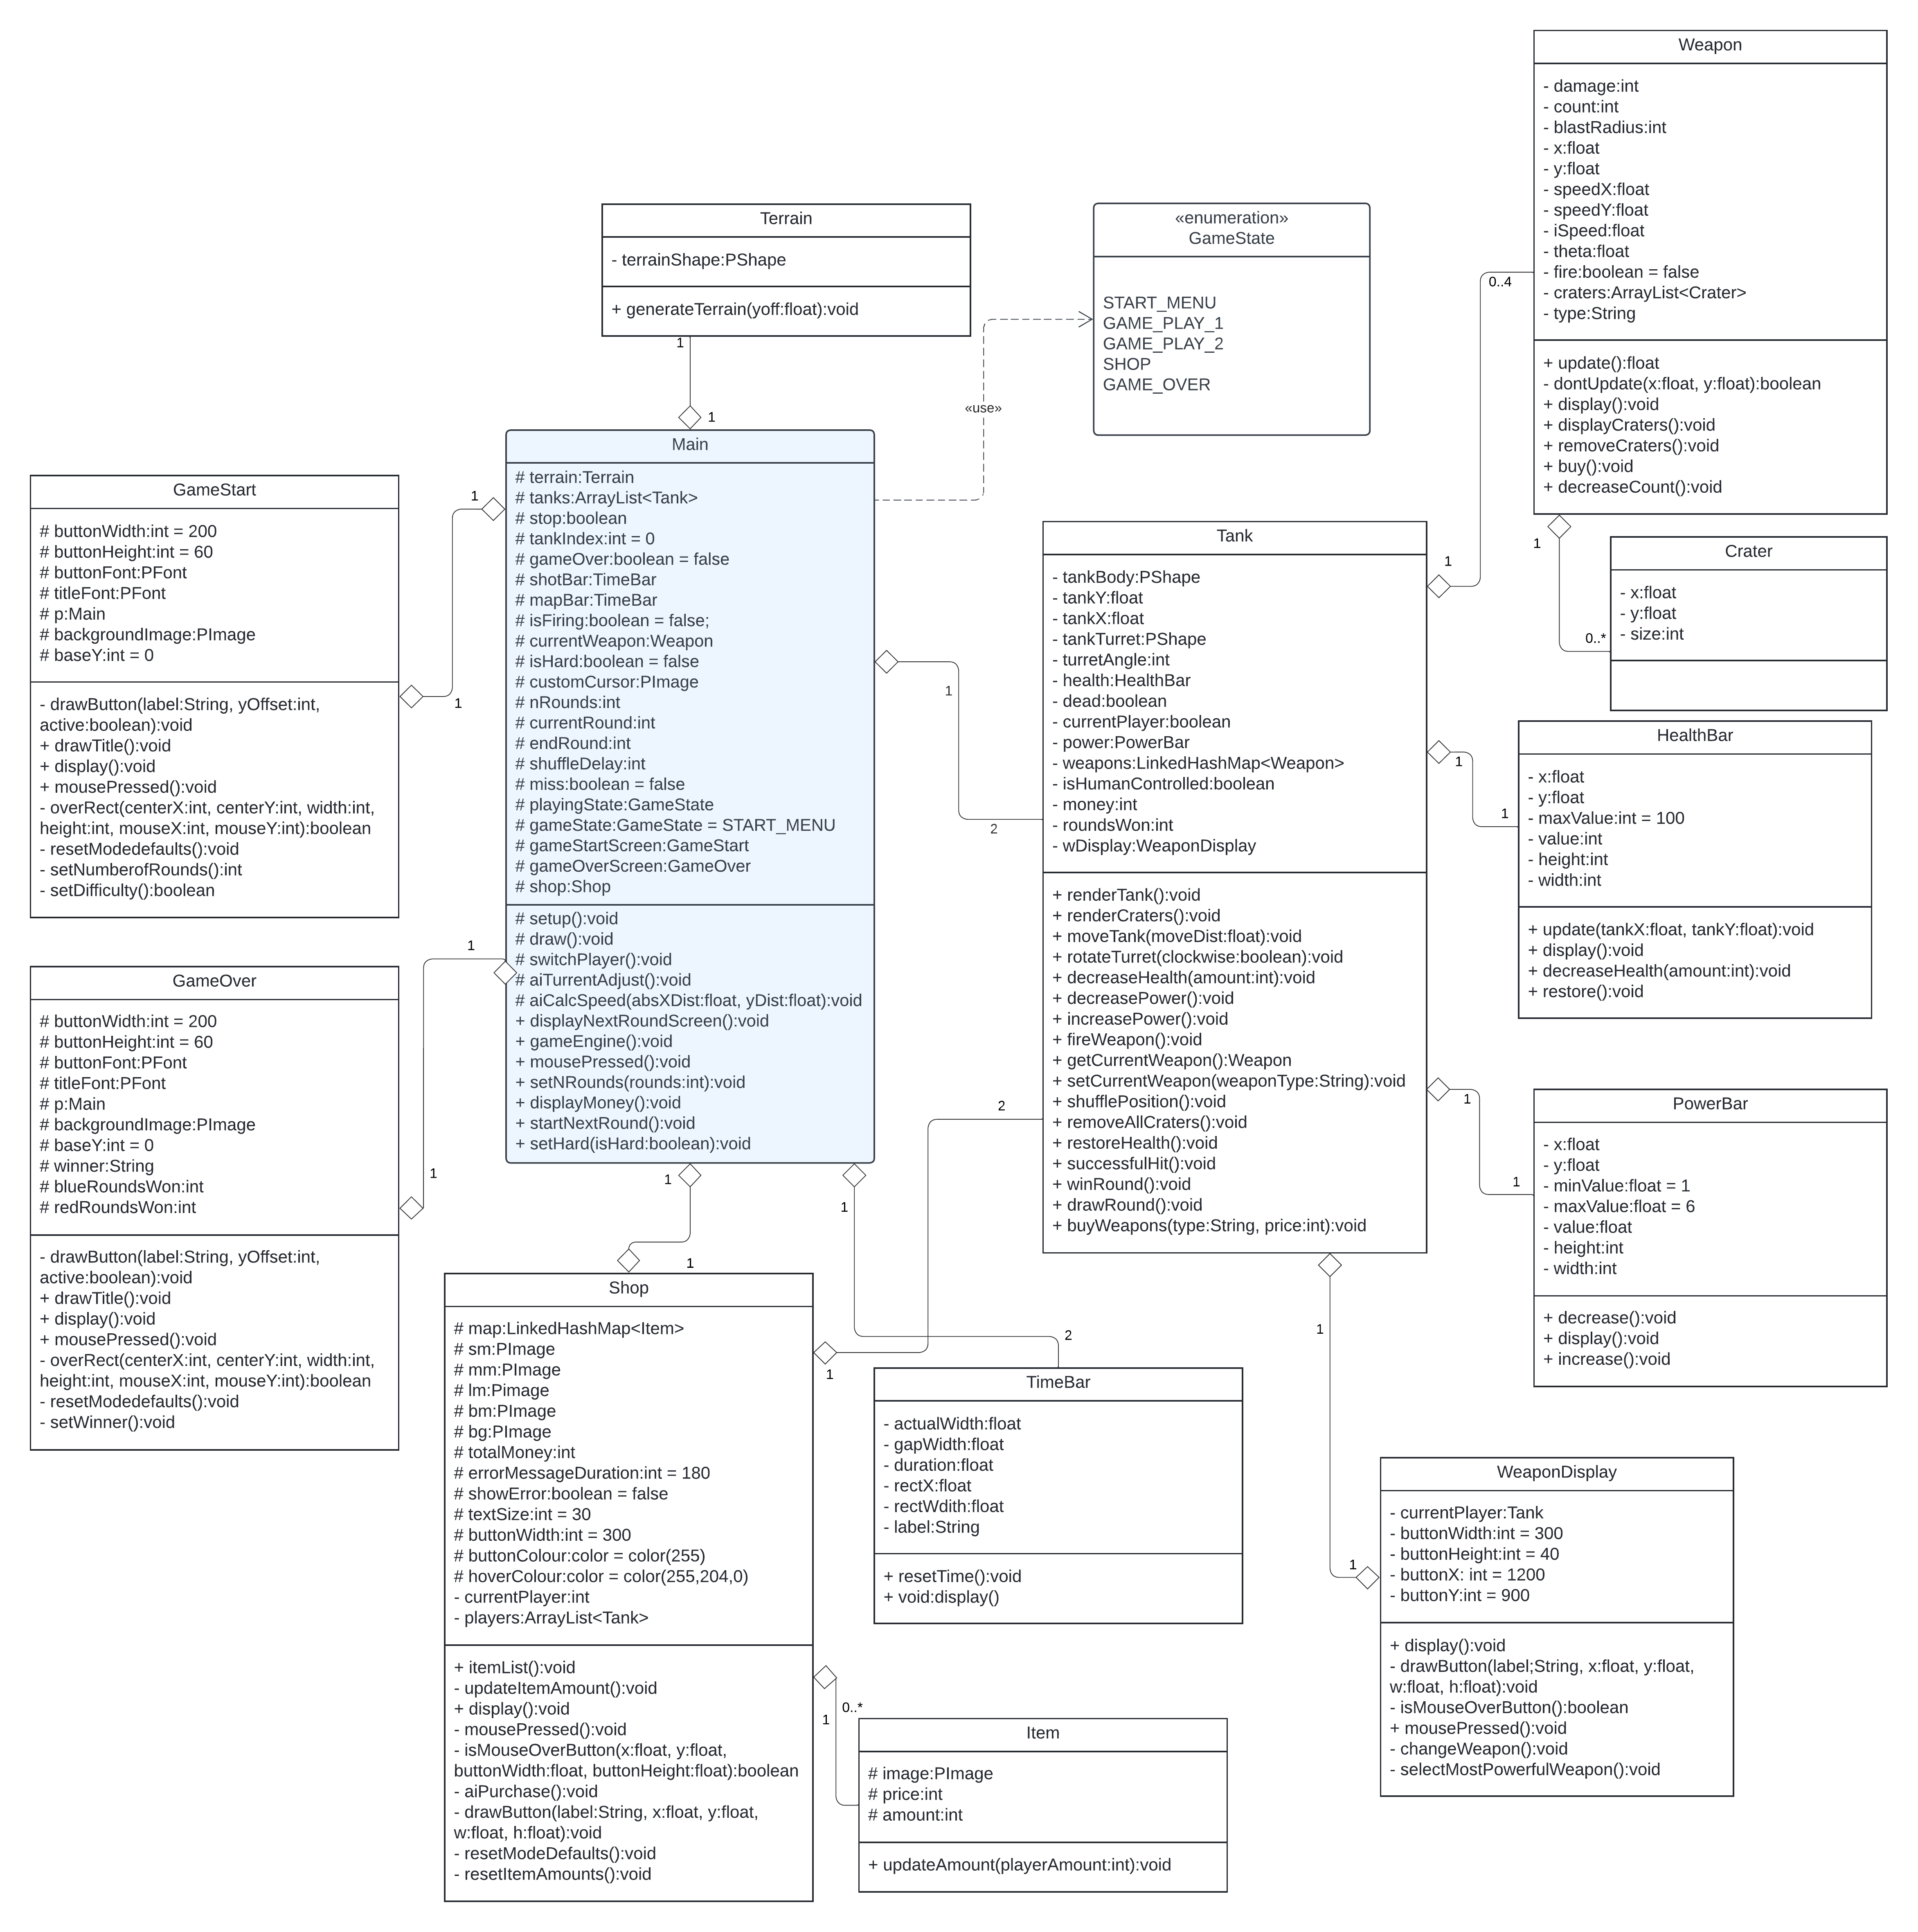 Weapon
- damage:int
- count:int
- blastRadius:int
- x:float
- y:float
- speedX:float
- speedY:float
- iSpeed:float
- theta:float
- fire:boolean = false
- craters:ArrayList<Crater>
- type:String
+ update():float
- dontUpdate(x:float, y:float):boolean
+ display():void
+ displayCraters():void
+ removeCraters():void
+ buy():void
+ decreaseCount():void
Terrain
- terrainShape:PShape
+ generateTerrain(yoff:float):void
1
1
«enumeration»
GameState
START_MENU
GAME_PLAY_1
GAME_PLAY_2
SHOP
GAME_OVER
«use»
0..4
1
1
0..*
Crater
- x:float
- y:float
- size:int
GameStart
# buttonWidth:int = 200
# buttonHeight:int = 60
# buttonFont:PFont
# titleFont:PFont
# p:Main
# backgroundImage:PImage
# baseY:int = 0
- drawButton(label:String, yOffset:int,
active:boolean):void
+ drawTitle():void
+ display():void
+ mousePressed():void
- overRect(centerX:int, centerY:int, width:int,
height:int, mouseX:int, mouseY:int):boolean
- resetModedefaults():void
- setNumberofRounds():int
- setDifficulty():boolean
1
1
Main
# terrain:Terrain
# tanks:ArrayList<Tank>
# stop:boolean
# tankIndex:int = 0
# gameOver:boolean = false
# shotBar:TimeBar
# mapBar:TimeBar
# isFiring:boolean = false;
# currentWeapon:Weapon
# isHard:boolean = false
# customCursor:PImage
# nRounds:int
# currentRound:int
# endRound:int
# shuffleDelay:int
# miss:boolean = false
# playingState:GameState
# gameState:GameState = START_MENU
# gameStartScreen:GameStart
# gameOverScreen:GameOver
# shop:Shop
# setup():void
# draw():void
# switchPlayer():void
# aiTurrentAdjust():void
# aiCalcSpeed(absXDist:float, yDist:float):void
+ displayNextRoundScreen():void
+ gameEngine():void
+ mousePressed():void
+ setNRounds(rounds:int):void
+ displayMoney():void
+ startNextRound():void
+ setHard(isHard:boolean):void
1
2
Tank
- tankBody:PShape
- tankY:float
- tankX:float
- tankTurret:PShape
- turretAngle:int
- health:HealthBar
- dead:boolean
- currentPlayer:boolean
- power:PowerBar
- weapons:LinkedHashMap<Weapon>
- isHumanControlled:boolean
- money:int
- roundsWon:int
- wDisplay:WeaponDisplay
+ renderTank():void
+ renderCraters():void
+ moveTank(moveDist:float):void
+ rotateTurret(clockwise:boolean):void
+ decreaseHealth(amount:int):void
+ decreasePower():void
+ increasePower():void
+ fireWeapon():void
+ getCurrentWeapon():Weapon
+ setCurrentWeapon(weaponType:String):void
+ shufflePosition():void
+ removeAllCraters():void
+ restoreHealth():void
+ successfulHit():void
+ winRound():void
+ drawRound():void
+ buyWeapons(type:String, price:int):void
1
1
HealthBar
- x:float
- y:float
- maxValue:int = 100
- value:int
- height:int
- width:int
+ update(tankX:float, tankY:float):void
+ display():void
+ decreaseHealth(amount:int):void
+ restore():void
1
1
PowerBar
- x:float
- y:float
- minValue:float = 1
- maxValue:float = 6
- value:float
- height:int
- width:int
+ decrease():void
+ display():void
+ increase():void
GameOver
# buttonWidth:int = 200
# buttonHeight:int = 60
# buttonFont:PFont
# titleFont:PFont
# p:Main
# backgroundImage:PImage
# baseY:int = 0
# winner:String
# blueRoundsWon:int
# redRoundsWon:int
- drawButton(label:String, yOffset:int,
active:boolean):void
+ drawTitle():void
+ display():void
+ mousePressed():void
- overRect(centerX:int, centerY:int, width:int,
height:int, mouseX:int, mouseY:int):boolean
- resetModedefaults():void
- setWinner():void
1
1
1
1
Shop
# map:LinkedHashMap<Item>
# sm:PImage
# mm:PImage
# lm:Pimage
# bm:PImage
# bg:PImage
# totalMoney:int
# errorMessageDuration:int = 180
# showError:boolean = false
# textSize:int = 30
# buttonWidth:int = 300
# buttonColour:color = color(255)
# hoverColour:color = color(255,204,0)
- currentPlayer:int
- players:ArrayList<Tank>
+ itemList():void
- updateItemAmount():void
+ display():void
- mousePressed():void
- isMouseOverButton(x:float, y:float,
buttonWidth:float, buttonHeight:float):boolean
- aiPurchase():void
- drawButton(label:String, x:float, y:float,
w:float, h:float):void
- resetModeDefaults():void
- resetItemAmounts():void
2
1
1
2
TimeBar
- actualWidth:float
- gapWidth:float
- duration:float
- rectX:float
- rectWdith:float
- label:String
+ resetTime():void
+ void:display()
0..*
1
Item
# image:PImage
# price:int
# amount:int
+ updateAmount(playerAmount:int):void
1
1
WeaponDisplay
- currentPlayer:Tank
- buttonWidth:int = 300
- buttonHeight:int = 40
- buttonX: int = 1200
- buttonY:int = 900
+ display():void
- drawButton(label;String, x:float, y:float,
w:float, h:float):void
- isMouseOverButton():boolean
+ mousePressed():void
- changeWeapon():void
- selectMostPowerfulWeapon():void